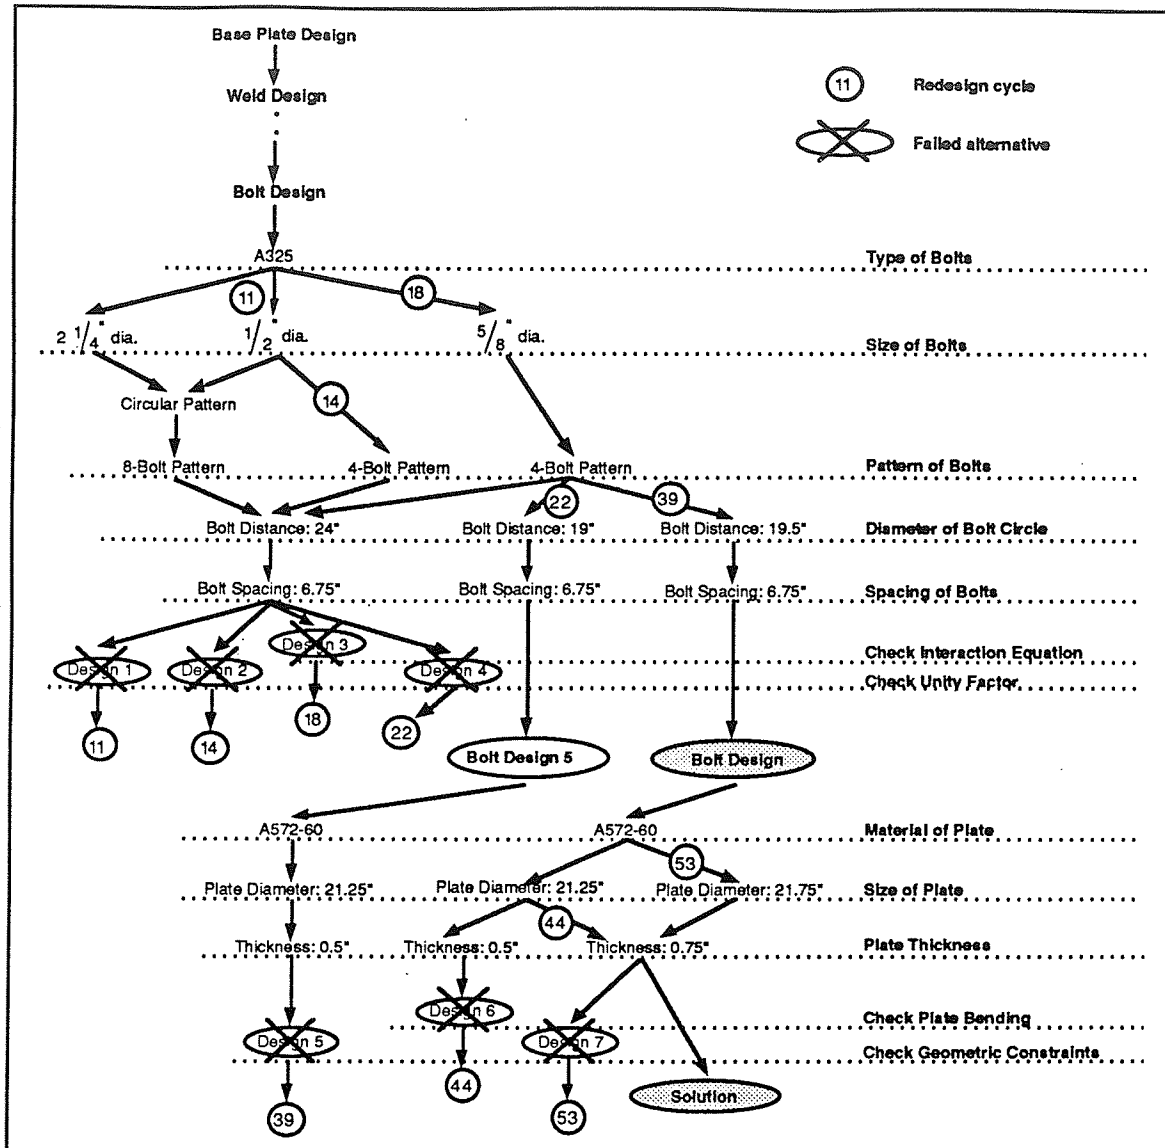 Base Plate Design
Weld Design
11 Redesign cycle
Failed alternative
Bolt Design
A325 Type of Bolts
11 18
2 1/4" dia. 1/2" dia. 5/8" dia. Size of Bolts
Circular Pattern 14
8-Bolt Pattern 4-Bolt Pattern 4-Bolt Pattern Pattern of Bolts
22 39
Bolt Distance: 24" Bolt Distance: 19" Bolt Distance: 19.5" Diameter of Bolt Circle
Bolt Spacing: 6.75" Bolt Spacing: 6.75" Bolt Spacing: 6.75" Spacing of Bolts
Design 3
Check Interaction Equation
Design 1 Design 2 Design 4
Check Unity Factor
11 14 18 22
Bolt Design 5 Bolt Design
A572-60 A572-60 Material of Plate
53
Plate Diameter: 21.25" Plate Diameter: 21.25" Plate Diameter: 21.75" Size of Plate
44
Thickness: 0.5" Thickness: 0.5" Thickness: 0.75" Plate Thickness
Design 6
Check Plate Bending
Design 5 Design 7
Check Geometric Constraints
44 Solution
39 53